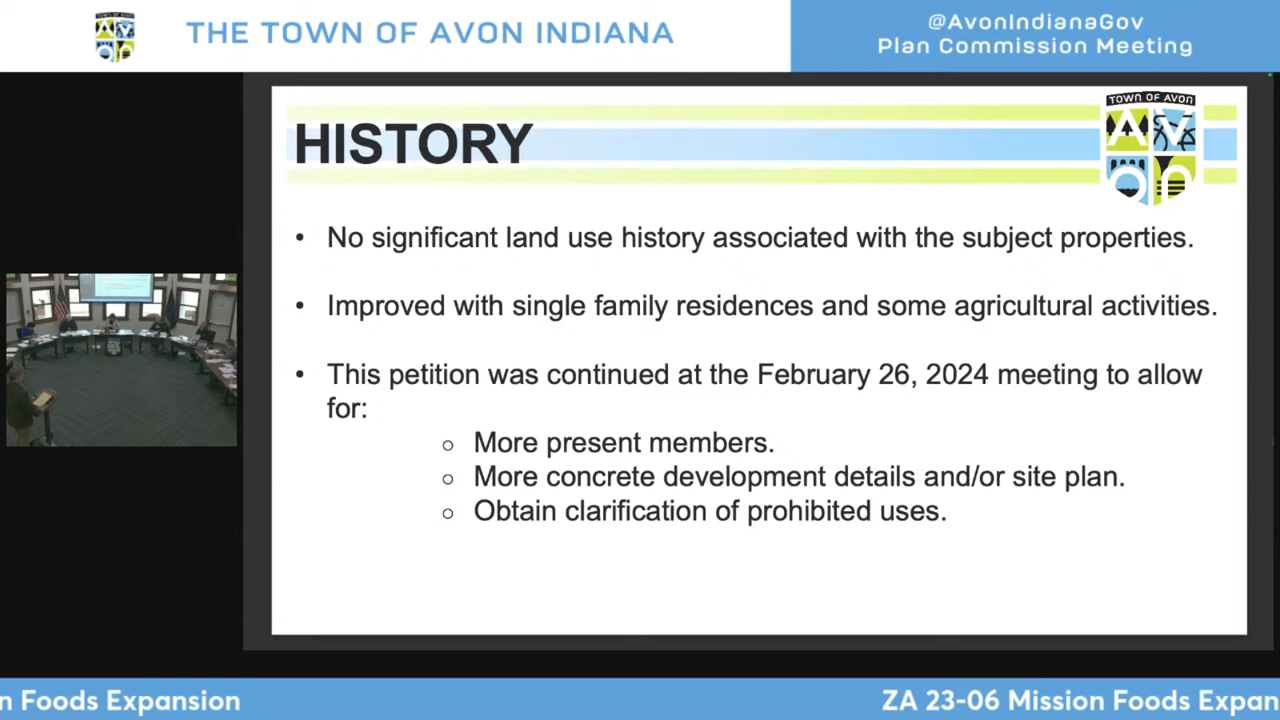 THE TOWN OF AVON INDIANA
@AvonIndianaGov
Plan Commission Meeting
HISTORY
TOWN OF AVON
Avon
• No significant land use history associated with the subject properties.
• Improved with single family residences and some agricultural activities.
• This petition was continued at the February 26, 2024 meeting to allow
for:
○ More present members.
○ More concrete development details and/or site plan.
○ Obtain clarification of prohibited uses.
n Foods Expansion
ZA 23-06 Mission Foods Expan